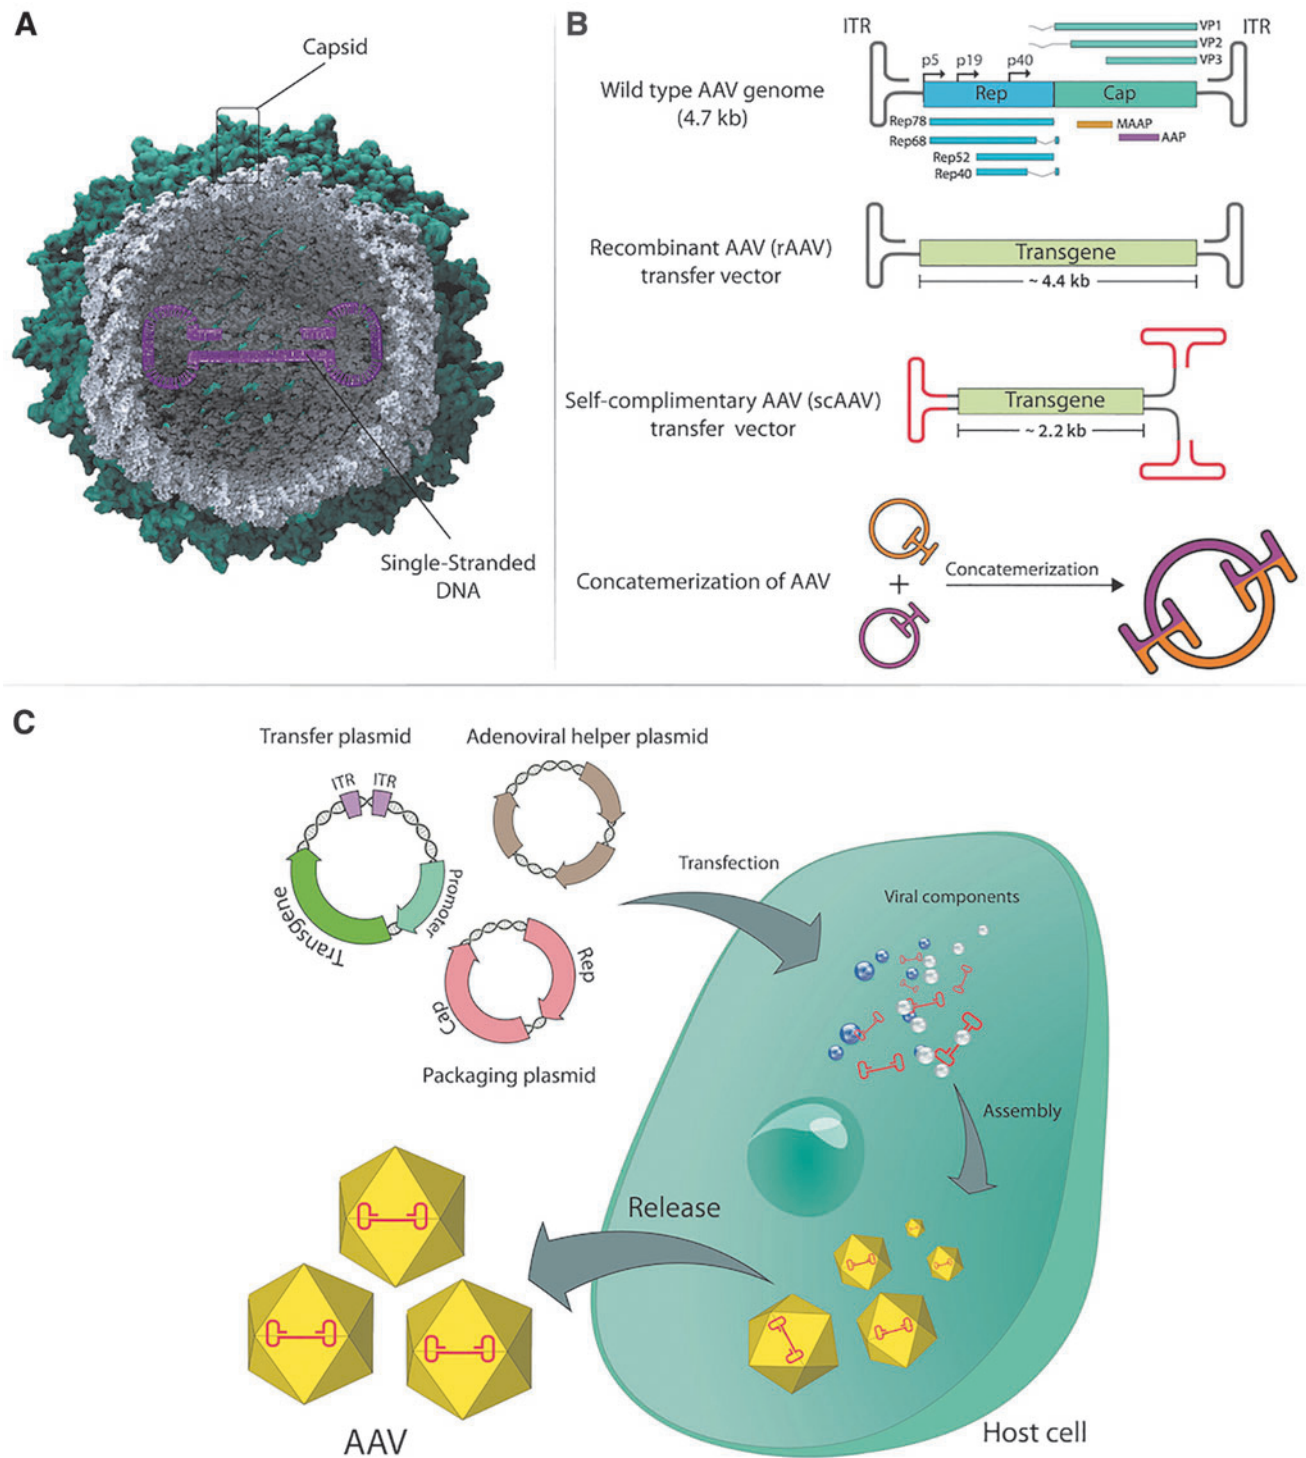 A
Capsid
Single-Stranded
DNA
B
ITR
ITR
VP1
VP2
VP3
p5
p19
p40
Wild type AAV genome
(4.7 kb)
Rep
Cap
Rep78
MAAP
Rep68
AAP
Rep52
Rep40
Recombinant AAV (rAAV)
transfer vector
Transgene
~ 4.4 kb
Self-complimentary AAV (scAAV)
transfer vector
Transgene
~ 2.2 kb
Concatemerization of AAV
+
Concatemerization
C
Transfer plasmid
ITR
ITR
Transgene
Promoter
Adenoviral helper plasmid
Rep
Cap
Packaging plasmid
Transfection
Viral components
Assembly
Release
AAV
Host cell